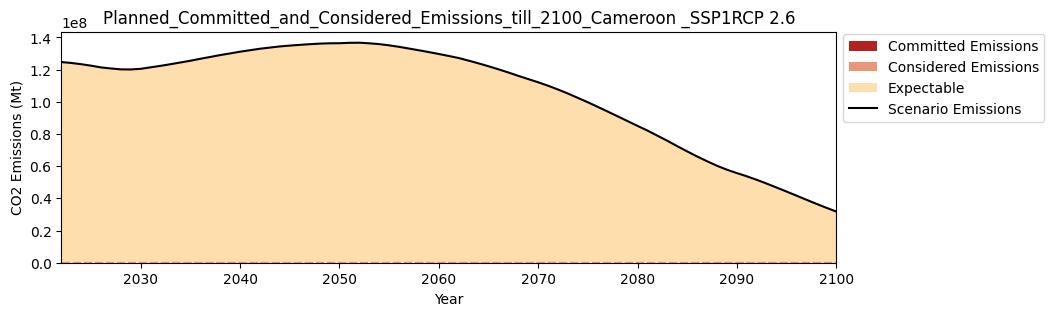 Planned_Committed_and_Considered_Emissions_till_2100_Cameroon _SSP1RCP 2.6
1e8
1.4
1.2
1.0
0.8
0.6
0.4
0.2
0.0
CO2 Emissions (Mt)
2030 2040 2050 2060 2070 2080 2090 2100
Year
Committed Emissions
Considered Emissions
Expectable
Scenario Emissions